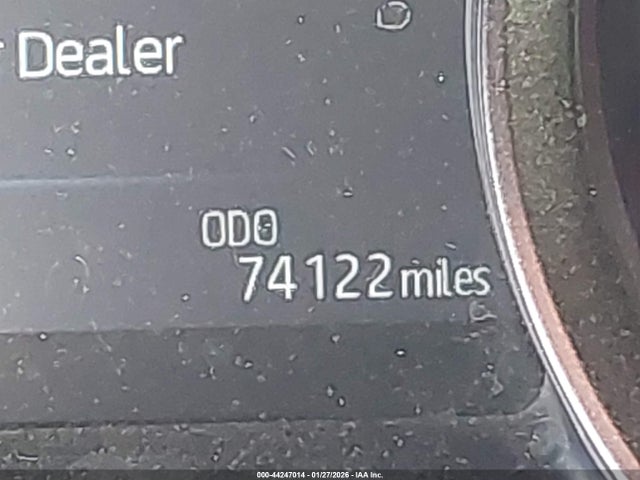 Dealer
ODO
74122 miles
000-44247014 - 01/27/2026 - IAA Inc.